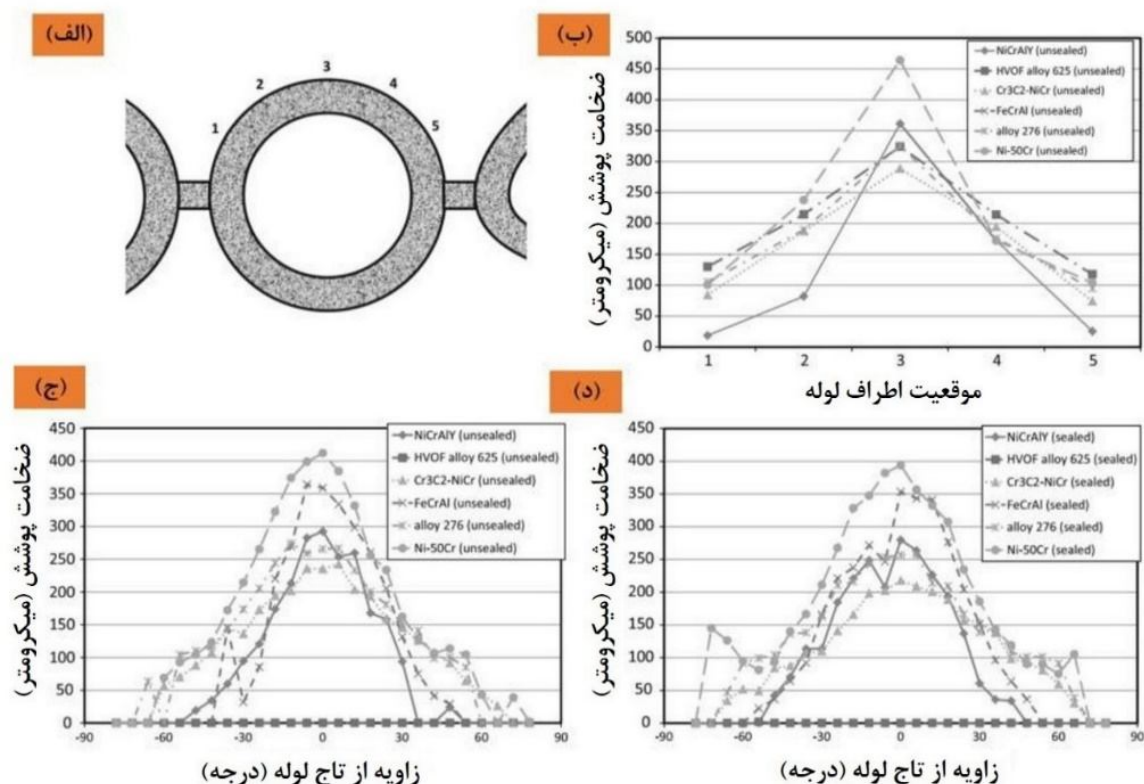 (الف)
3
2
4
1
5
(ب)
ضخامت پوشش (میکرومتر)
500
450
400
350
300
250
200
150
100
50
0
1 2 3 4 5
NiCrAlY (unsealed)
HVOF alloy 625 (unsealed)
Cr3C2-NiCr (unsealed)
FeCrAl (unsealed)
alloy 276 (unsealed)
Ni-50Cr (unsealed)
موقعیت اطراف لوله
(ج)
ضخامت پوشش (میکرومتر)
450
400
350
300
250
200
150
100
50
0
-90 -60 -30 0 30 60 90
NiCrAlY (unsealed)
HVOF alloy 625 (unsealed)
Cr3C2-NiCr (unsealed)
FeCrAl (unsealed)
alloy 276 (unsealed)
Ni-50Cr (unsealed)
زاویه از تاج لوله (درجه)
(د)
ضخامت پوشش (میکرومتر)
450
400
350
300
250
200
150
100
50
0
-90 -60 -30 0 30 60 90
NiCrAlY (sealed)
HVOF alloy 625 (sealed)
Cr3C2-NiCr (sealed)
FeCrAl (sealed)
alloy 276 (sealed)
Ni-50Cr (sealed)
زاویه از تاج لوله (درجه)